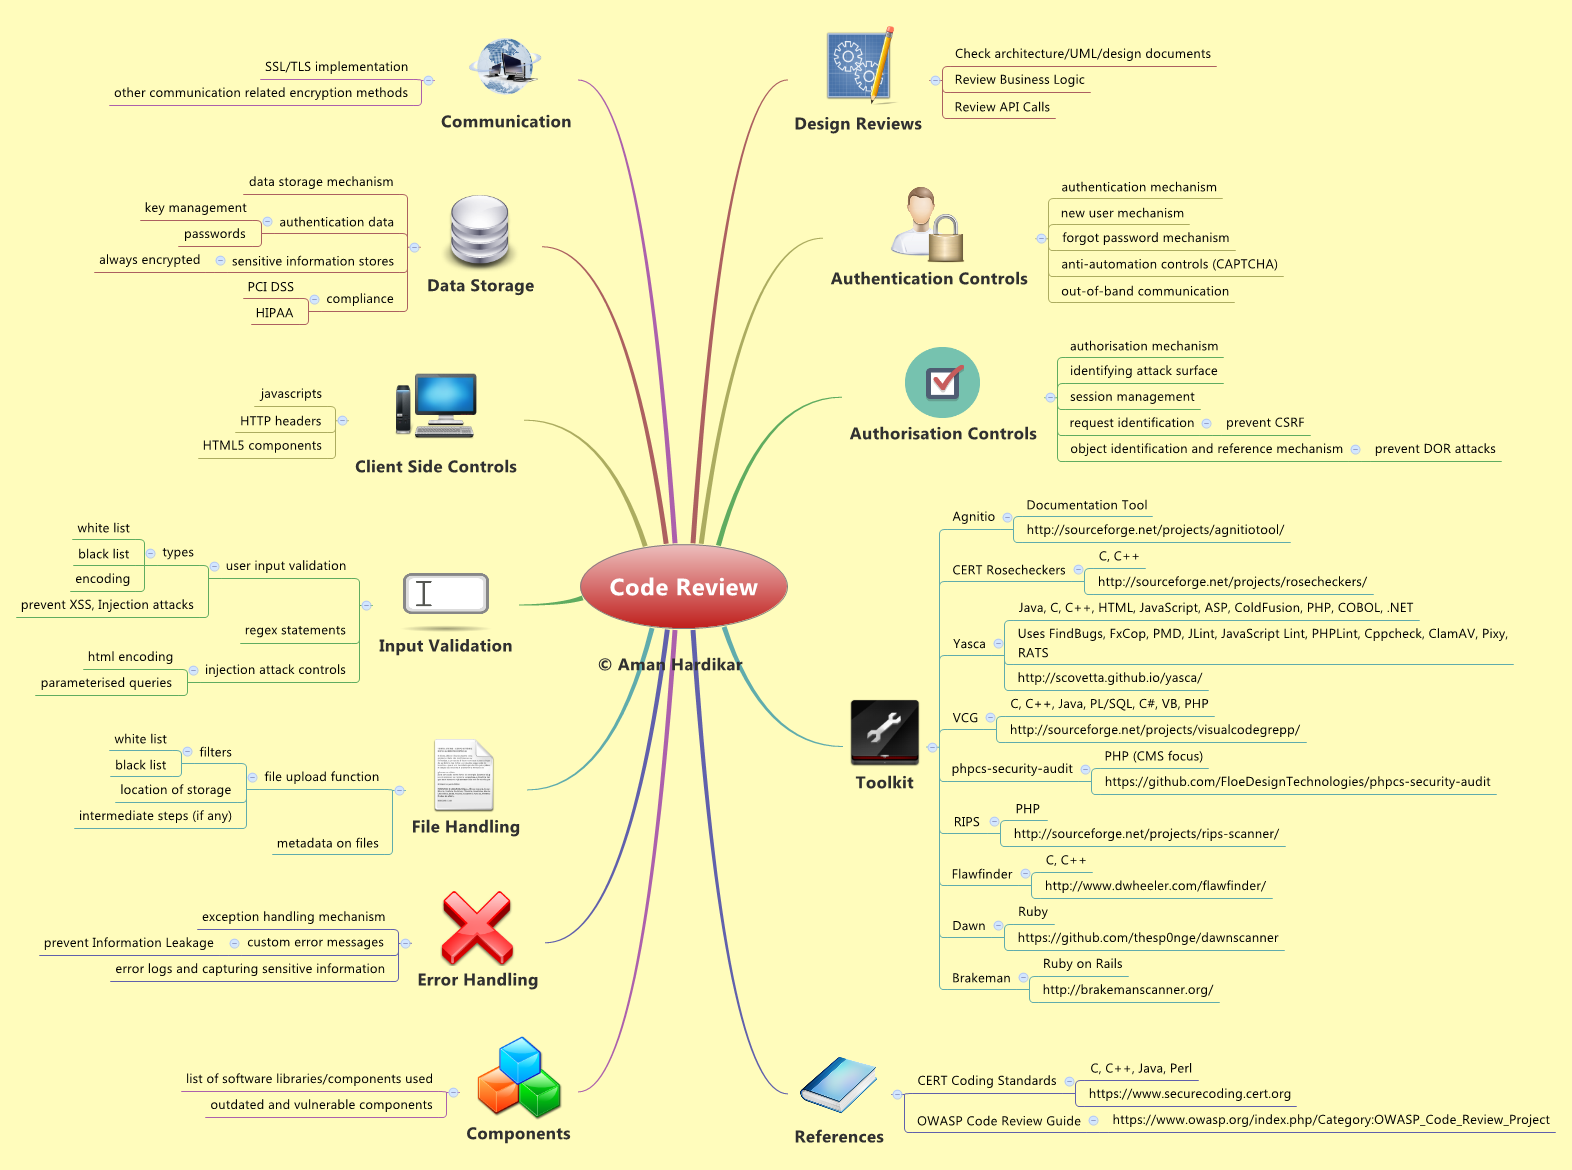 Code Review
© Aman Hardikar
Design Reviews
Check architecture/UML/design documents
Review Business Logic
Review API Calls
Authentication Controls
authentication mechanism
new user mechanism
forgot password mechanism
anti-automation controls (CAPTCHA)
out-of-band communication
Authorisation Controls
authorisation mechanism
identifying attack surface
session management
request identification
prevent CSRF
object identification and reference mechanism
prevent DOR attacks
Toolkit
Agnitio
Documentation Tool
http://sourceforge.net/projects/agnitiotool/
CERT Rosecheckers
C, C++
http://sourceforge.net/projects/rosecheckers/
Yasca
Java, C, C++, HTML, JavaScript, ASP, ColdFusion, PHP, COBOL, .NET
Uses FindBugs, FxCop, PMD, JLint, JavaScript Lint, PHPLint, Cppcheck, ClamAV, Pixy,
RATS
http://scovetta.github.io/yasca/
VCG
C, C++, Java, PL/SQL, C#, VB, PHP
http://sourceforge.net/projects/visualcodegrepp/
phpcs-security-audit
PHP (CMS focus)
https://github.com/FloeDesignTechnologies/phpcs-security-audit
RIPS
PHP
http://sourceforge.net/projects/rips-scanner/
Flawfinder
C, C++
http://www.dwheeler.com/flawfinder/
Dawn
Ruby
https://github.com/thesp0nge/dawnscanner
Brakeman
Ruby on Rails
http://brakemanscanner.org/
References
CERT Coding Standards
C, C++, Java, Perl
https://www.securecoding.cert.org
OWASP Code Review Guide
https://www.owasp.org/index.php/Category:OWASP_Code_Review_Project
Communication
SSL/TLS implementation
other communication related encryption methods
Data Storage
data storage mechanism
authentication data
key management
passwords
sensitive information stores
always encrypted
compliance
PCI DSS
HIPAA
Client Side Controls
javascripts
HTTP headers
HTML5 components
Input Validation
user input validation
types
white list
black list
encoding
prevent XSS, Injection attacks
regex statements
injection attack controls
html encoding
parameterised queries
File Handling
file upload function
filters
white list
black list
location of storage
intermediate steps (if any)
metadata on files
Error Handling
exception handling mechanism
custom error messages
prevent Information Leakage
error logs and capturing sensitive information
Components
list of software libraries/components used
outdated and vulnerable components